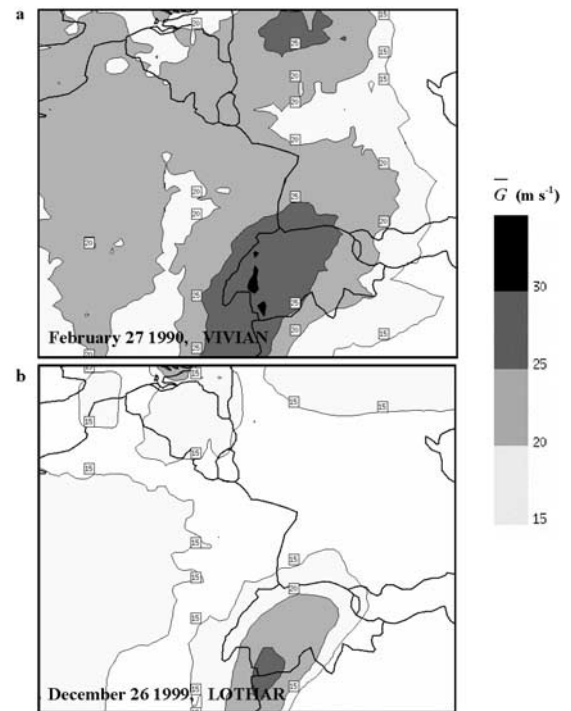 a
February 27 1990, VIVIAN
b
December 26 1999, LOTHAR
G (m s⁻¹)
30
25
20
15